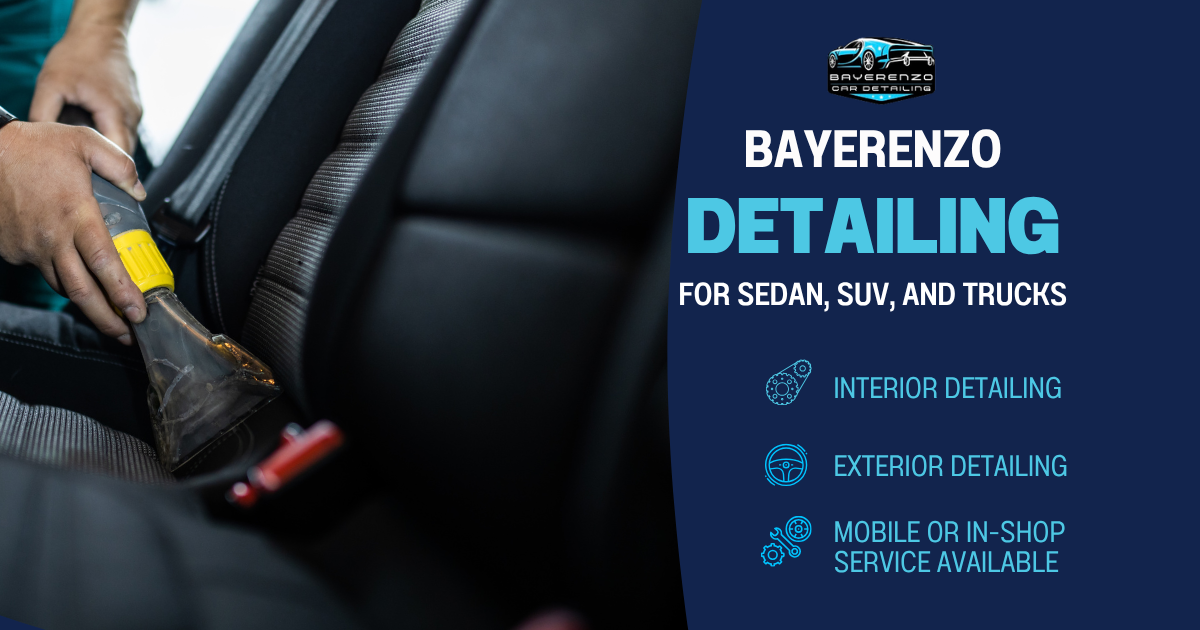 BAYERENZO
CAR DETAILING
BAYERENZO
DETAILING
FOR SEDAN, SUV, AND TRUCKS
INTERIOR DETAILING
EXTERIOR DETAILING
MOBILE OR IN-SHOP
SERVICE AVAILABLE